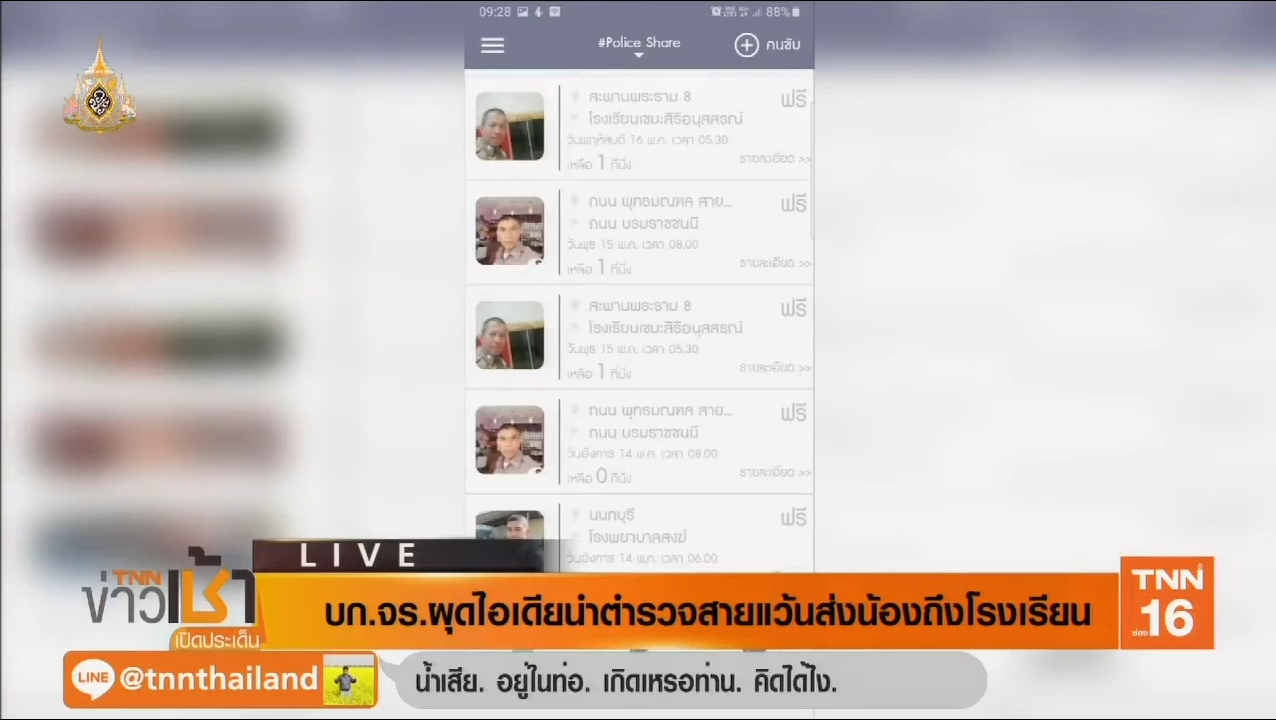 09:28
88%
#Police Share
คนขับ
สะพานพระราม 8
ฟรี
โรงเรียนเขมะสิริอนุสสรณ์
วันพฤหัสบดี 16 พ.ค. เวลา 05.30
เหลือ 1 ที่นั่ง
รายละเอียด >>
ถนน พุทธมณฑล สาย...
ฟรี
ถนน บรมราชชนนี
วันพุธ 15 พ.ค. เวลา 08.00
เหลือ 1 ที่นั่ง
รายละเอียด >>
สะพานพระราม 8
ฟรี
โรงเรียนเขมะสิริอนุสสรณ์
วันพุธ 15 พ.ค. เวลา 05.30
เหลือ 1 ที่นั่ง
รายละเอียด >>
ถนน พุทธมณฑล สาย...
ฟรี
ถนน บรมราชชนนี
วันอังคาร 14 พ.ค. เวลา 08.00
เหลือ 0 ที่นั่ง
รายละเอียด >>
นนทบุรี
ฟรี
โรงพยาบาลสงฆ์
วันอังคาร 14 พ.ค. เวลา 06.00
LIVE
TNN
ข่าวเช้า
เปิดประเด็น
บก.จร.ผุดไอเดียนำตำรวจสายแว้นส่งน้องถึงโรงเรียน
TNN
ช่อง 16
LINE @tnnthailand
น้ำเสีย. อยู่ในท่อ. เกิดเหรอท่าน. คิดได้ไง.